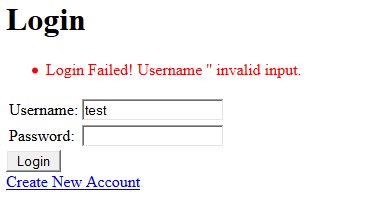 Login
• Login Failed! Username '' invalid input.
Username: test
Password:
Login
Create New Account